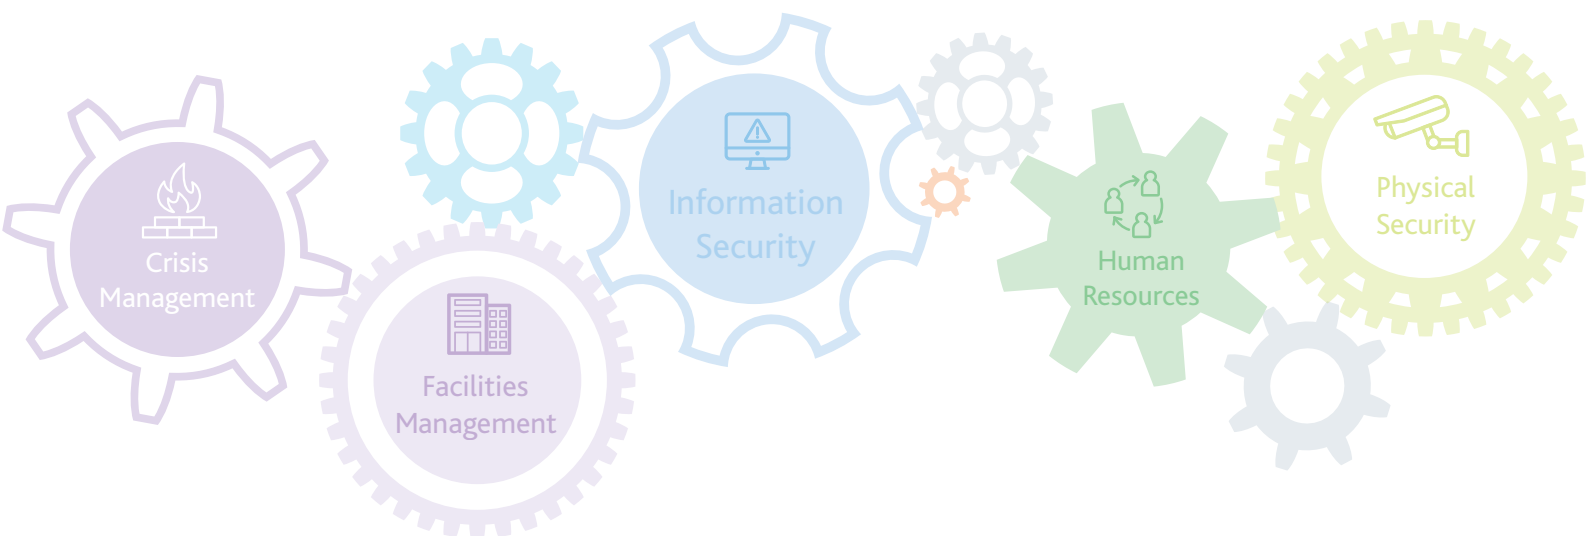 Crisis
Management
Facilities
Management
Information
Security
Human
Resources
Physical
Security